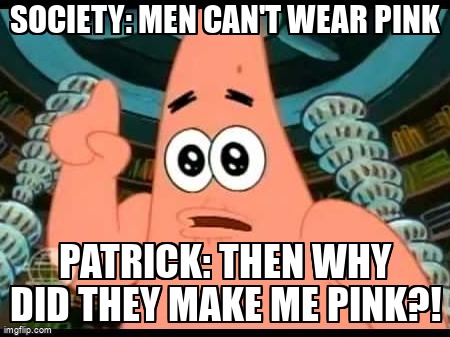 SOCIETY: MEN CAN'T WEAR PINK
PATRICK: THEN WHY
DID THEY MAKE ME PINK?!
imgflip.com